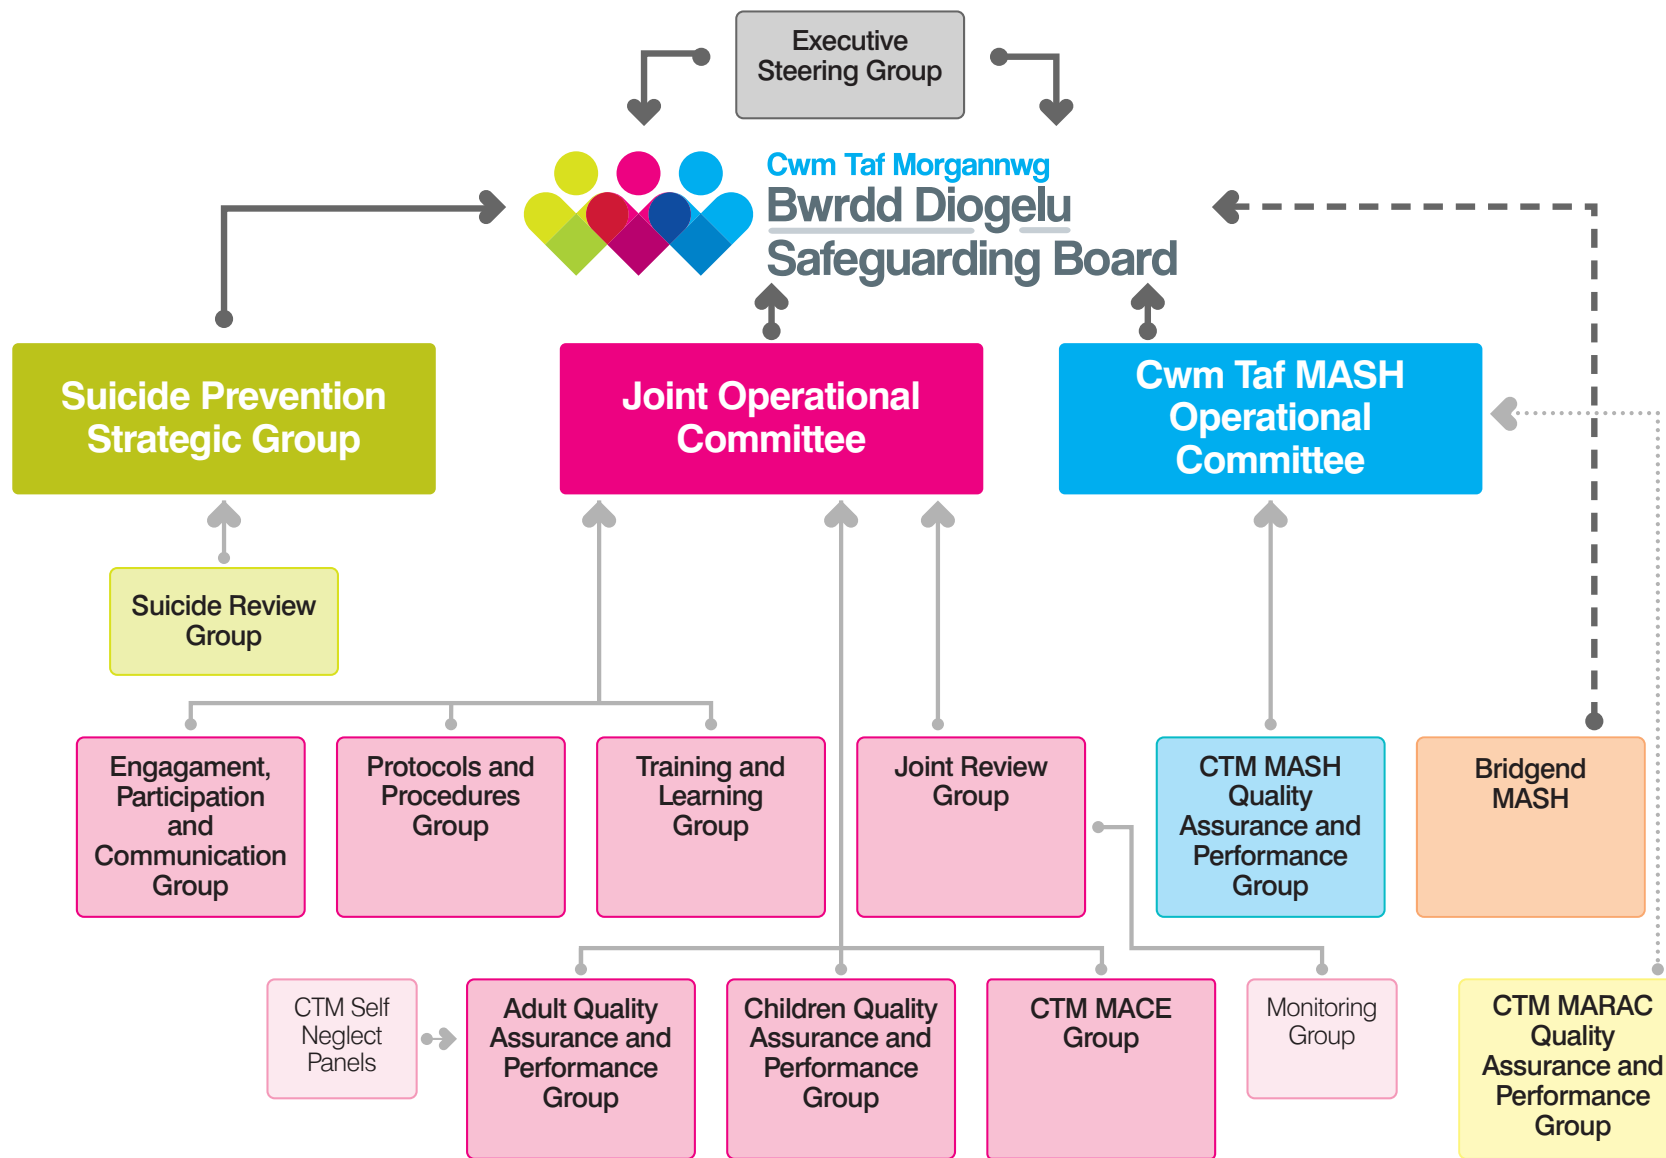 Executive
Steering Group
Cwm Taf Morgannwg
Bwrdd Diogelu
Safeguarding Board
Suicide Prevention
Strategic Group
Joint Operational
Committee
Cwm Taf MASH
Operational
Committee
Suicide Review
Group
Engagament,
Participation
and
Communication
Group
Protocols and
Procedures
Group
Training and
Learning
Group
Joint Review
Group
CTM MASH
Quality
Assurance and
Performance
Group
Bridgend
MASH
CTM Self
Neglect
Panels
Adult Quality
Assurance and
Performance
Group
Children Quality
Assurance and
Performance
Group
CTM MACE
Group
Monitoring
Group
CTM MARAC
Quality
Assurance and
Performance
Group